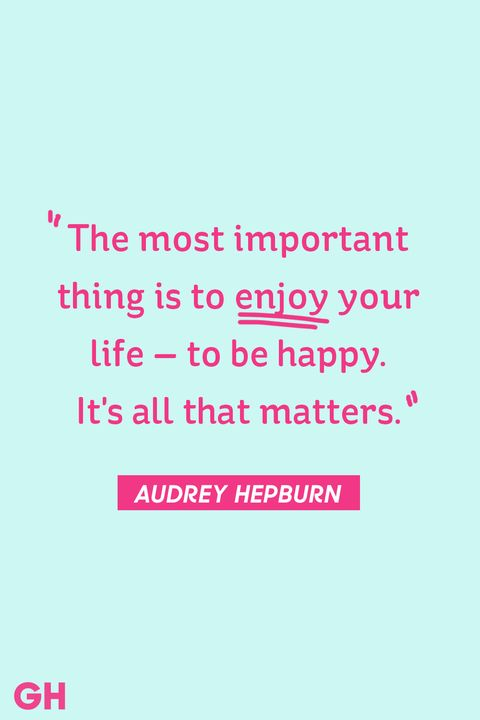 "The most important
thing is to enjoy your
life – to be happy.
It's all that matters."
AUDREY HEPBURN
GH